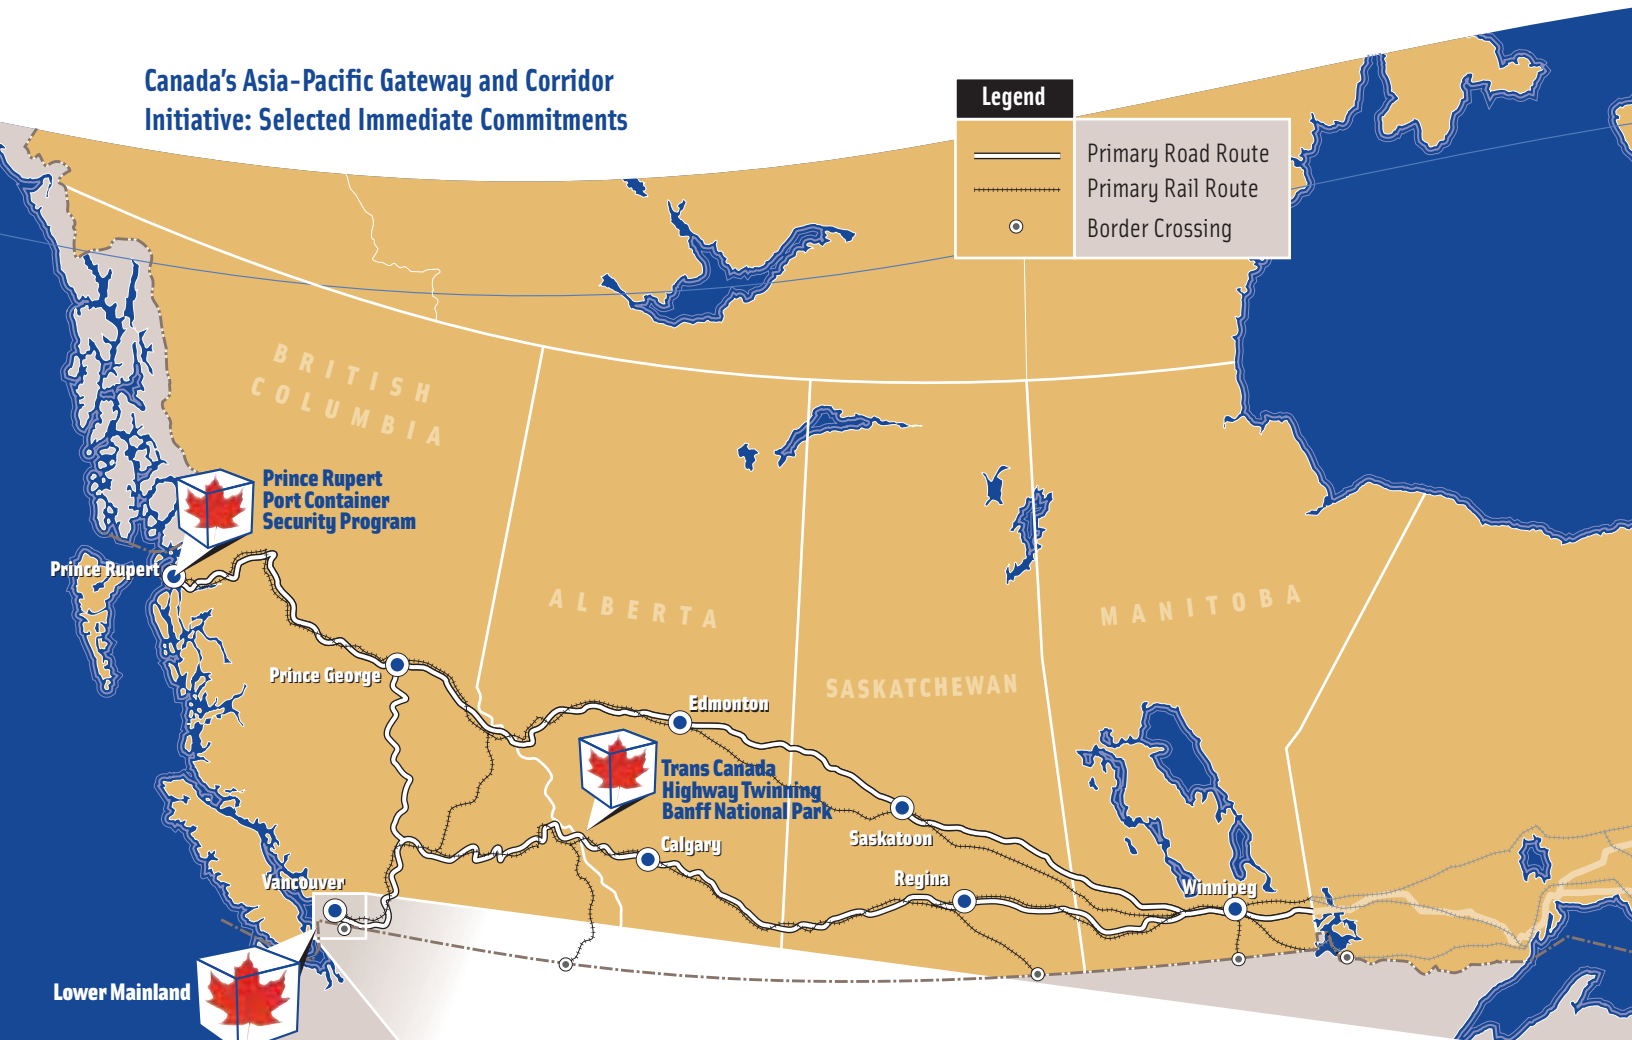 Canada's Asia-Pacific Gateway and Corridor
Initiative: Selected Immediate Commitments
Legend
Primary Road Route
Primary Rail Route
Border Crossing
BRITISH
COLUMBIA
Prince Rupert
Port Container
Security Program
Prince Rupert
ALBERTA
MANITOBA
SASKATCHEWAN
Prince George
Edmonton
Trans Canada
Highway Twinning
Banff National Park
Saskatoon
Calgary
Regina
Vancouver
Winnipeg
Lower Mainland